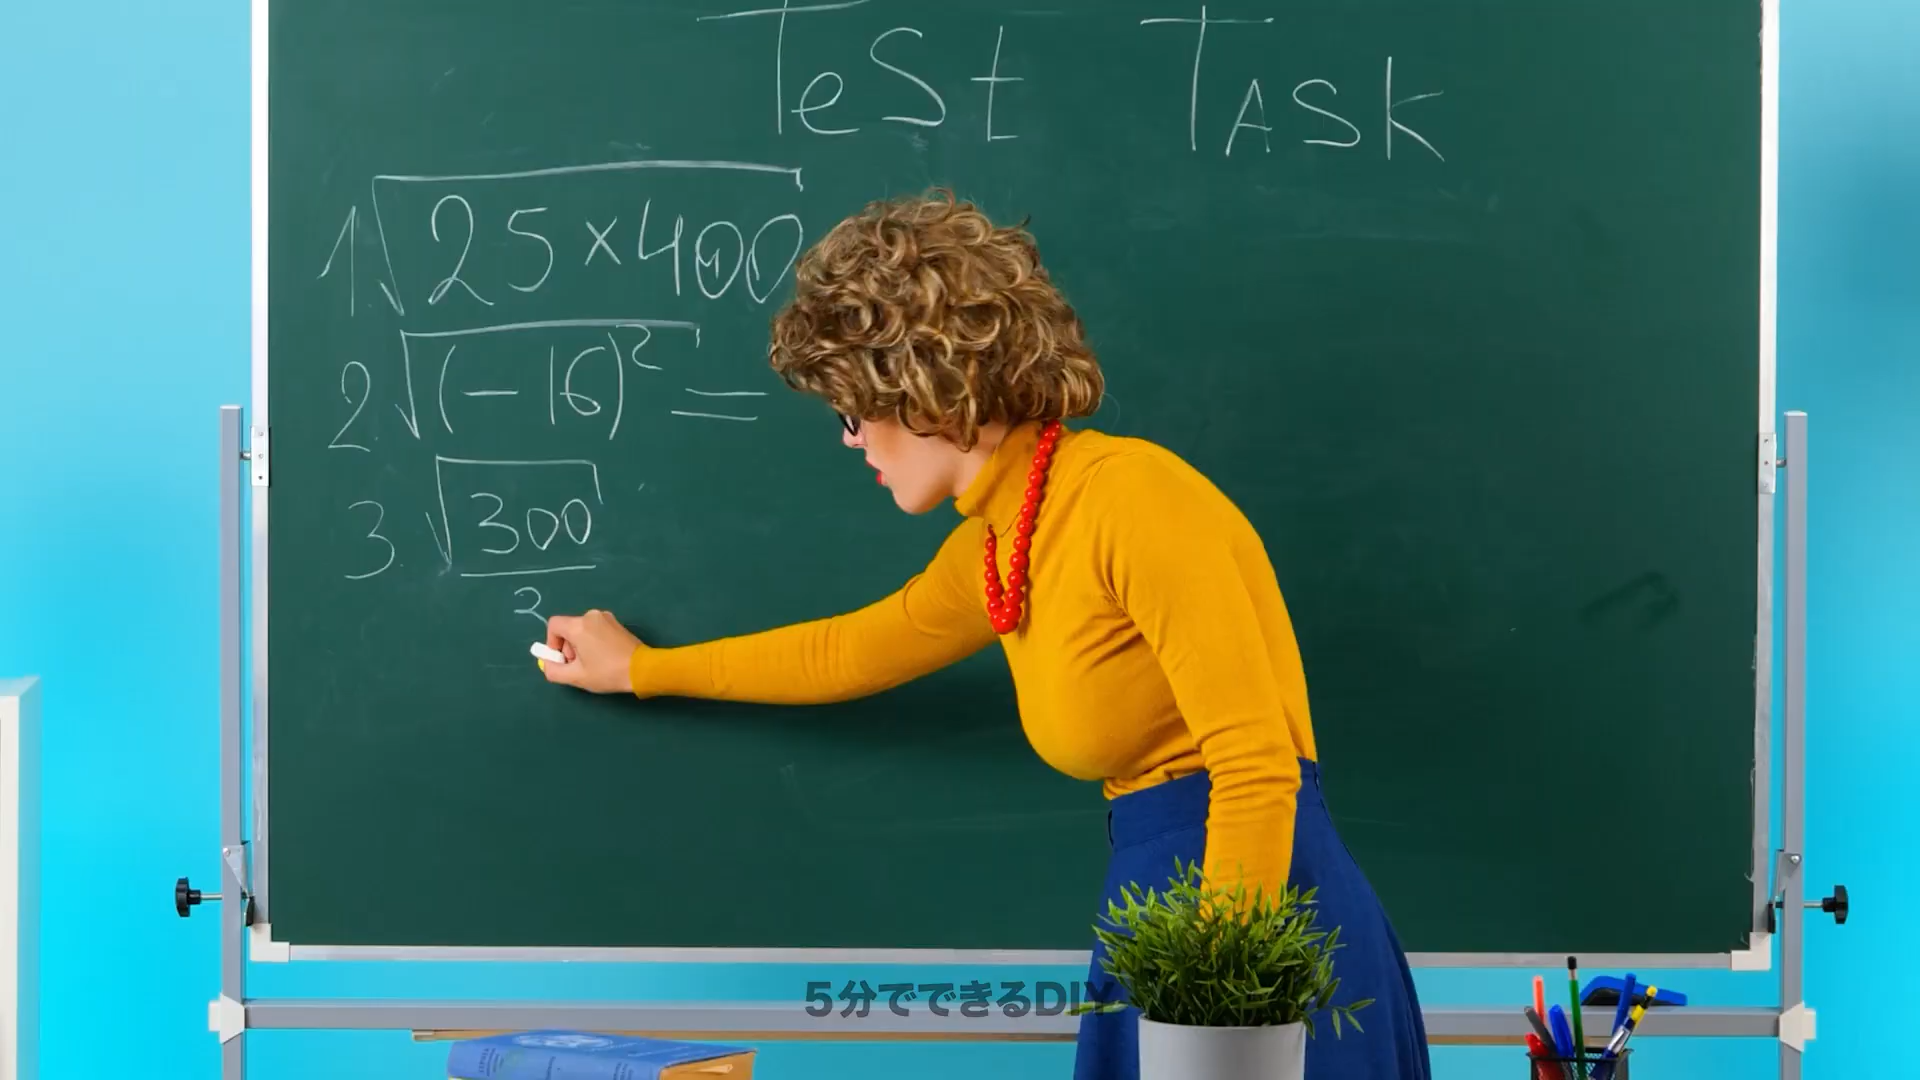 TeSt TASK
1. √25×400
2. √(-16)² =
3. √300
3
5分でできるDIY